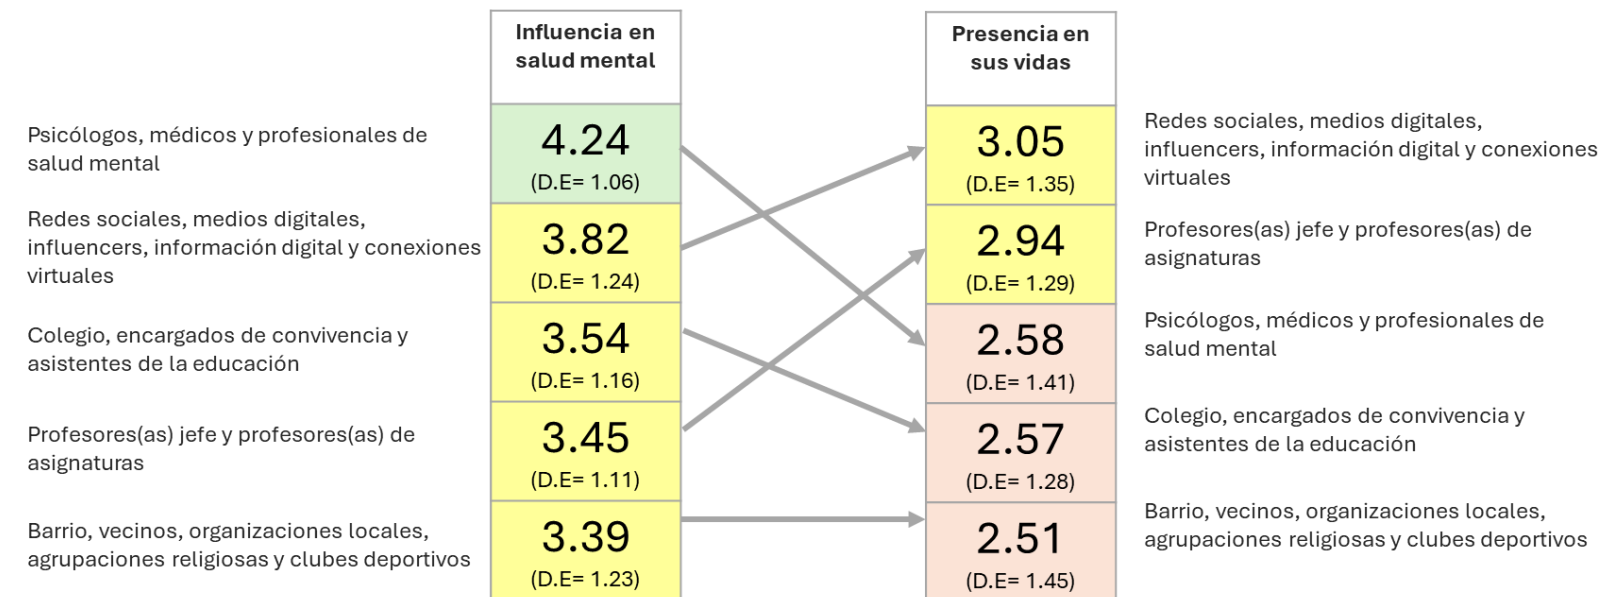 Influencia en
salud mental
Presencia en
sus vidas
Psicólogos, médicos y profesionales de
salud mental
4.24
(D.E= 1.06)
3.05
(D.E= 1.35)
Redes sociales, medios digitales,
influencers, información digital y conexiones
virtuales
Redes sociales, medios digitales,
influencers, información digital y conexiones
virtuales
3.82
(D.E= 1.24)
2.94
(D.E= 1.29)
Profesores(as) jefe y profesores(as) de
asignaturas
Colegio, encargados de convivencia y
asistentes de la educación
3.54
(D.E= 1.16)
2.58
(D.E= 1.41)
Psicólogos, médicos y profesionales de
salud mental
Profesores(as) jefe y profesores(as) de
asignaturas
3.45
(D.E= 1.11)
2.57
(D.E= 1.28)
Colegio, encargados de convivencia y
asistentes de la educación
Barrio, vecinos, organizaciones locales,
agrupaciones religiosas y clubes deportivos
3.39
(D.E= 1.23)
2.51
(D.E= 1.45)
Barrio, vecinos, organizaciones locales,
agrupaciones religiosas y clubes deportivos